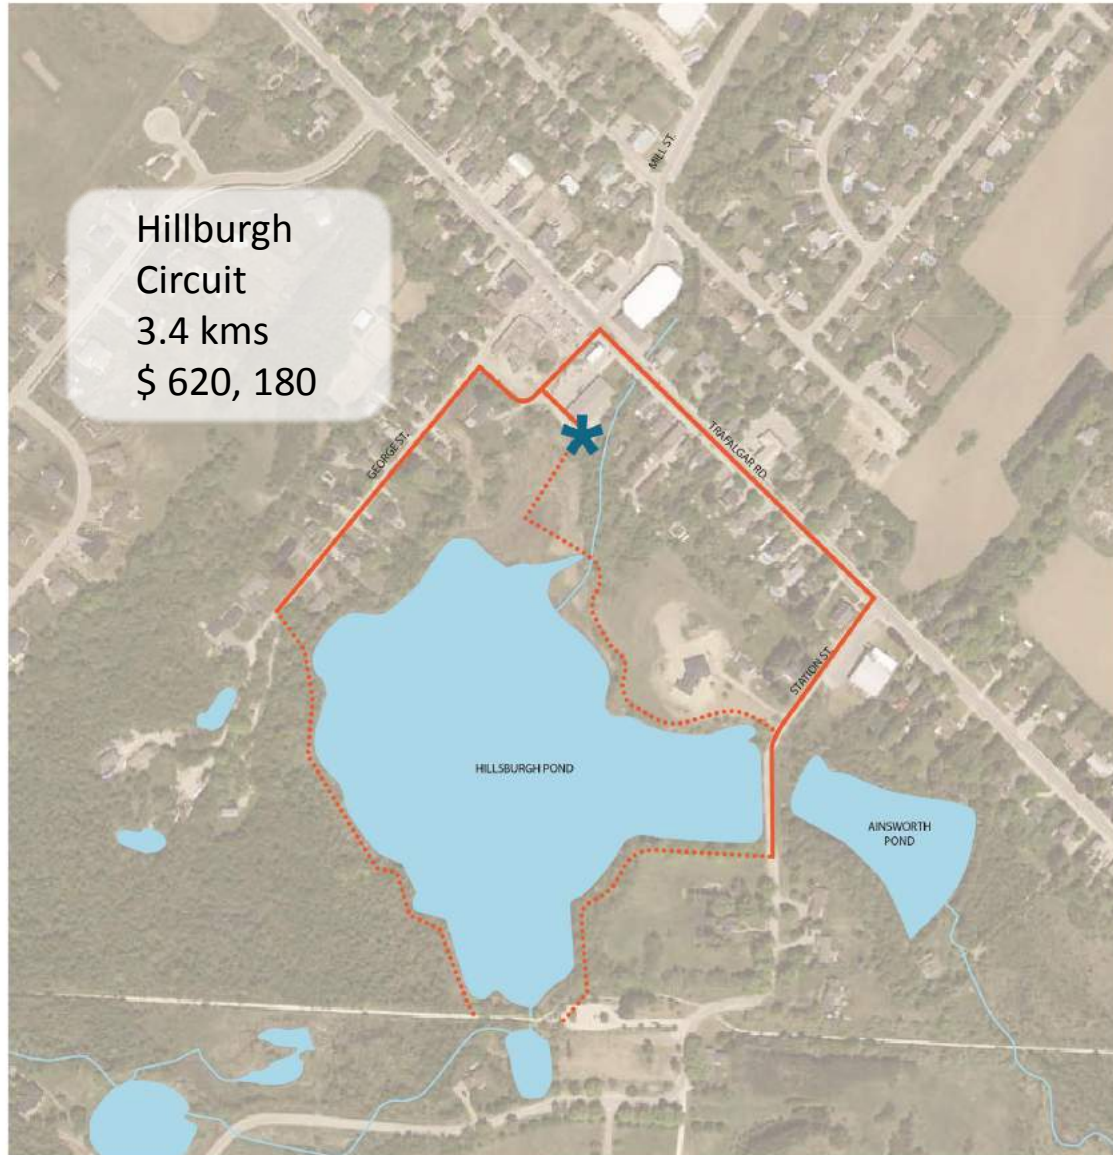 Hillburgh
Circuit
3.4 kms
$ 620, 180
MILL ST.
GEORGE ST.
TRAFALGAR RD.
STATION ST.
HILLSBURGH POND
AINSWORTH
POND